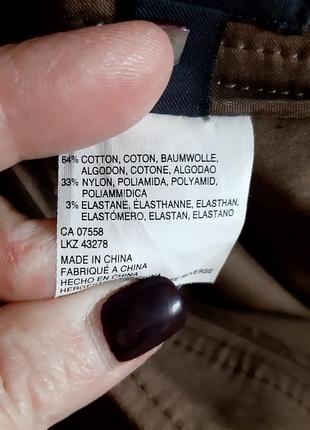 64% COTTON, COTON, BAUMWOLLE,
ALGODON, COTONE, ALGODAO
33% NYLON, POLIAMIDA, POLYAMID,
POLIAMMIDICA
3% ELASTANE, ÉLASTHANNE, ELASTHAN,
ELASTÓMERO, ELASTAN, ELASTANO
CA 07558
LKZ 43278
MADE IN CHINA
FABRIQUÉ A CHINA
HECHO EN CHINA
REVERSE